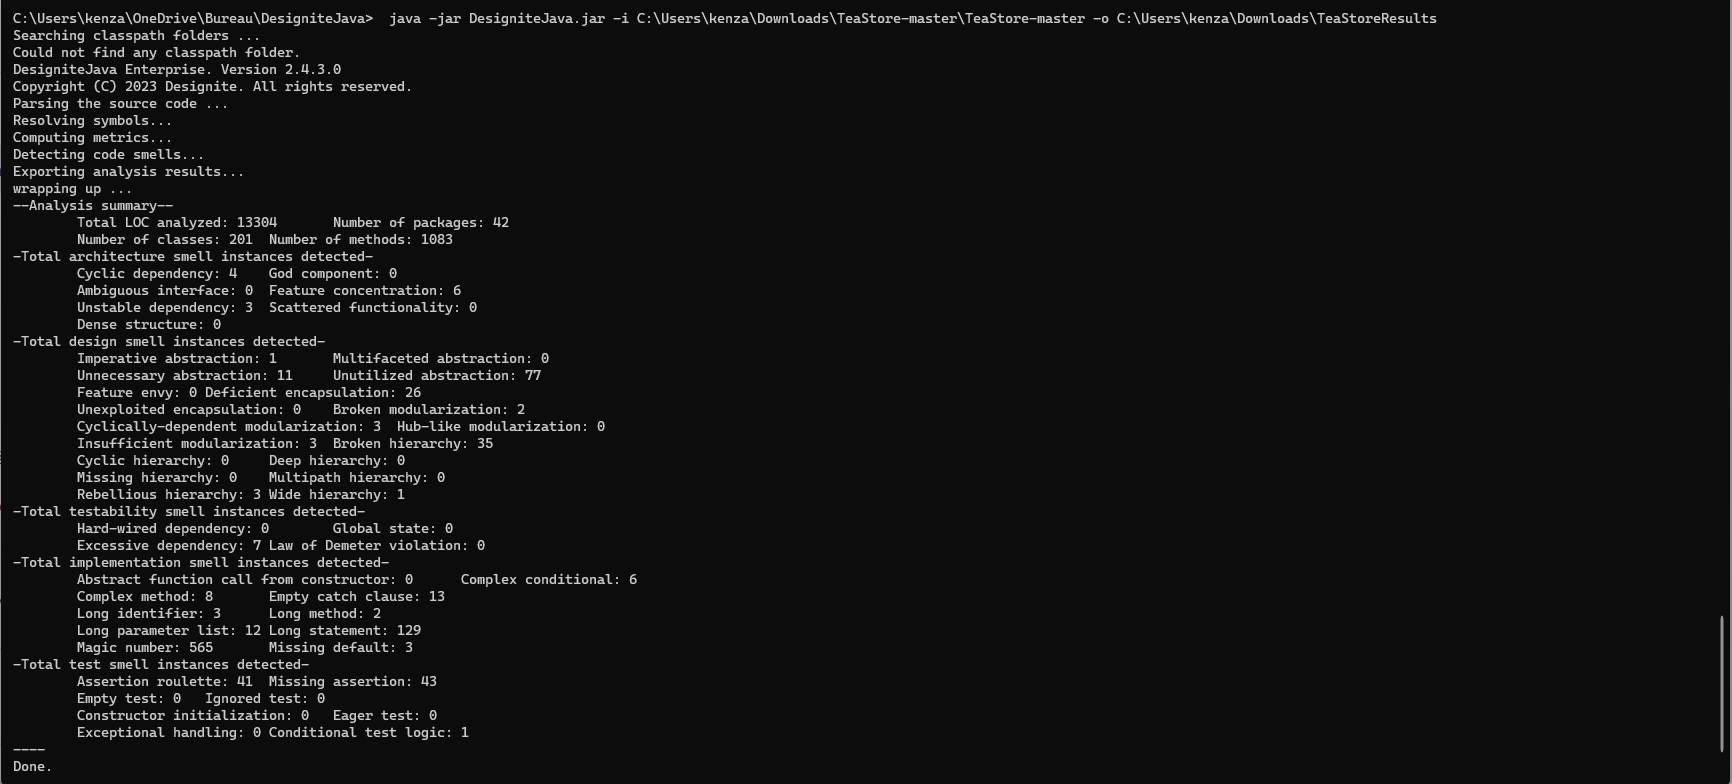 C:\Users\kenza\OneDrive\Bureau\DesigniteJava>  java -jar DesigniteJava.jar -i C:\Users\kenza\Downloads\TeaStore-master\TeaStore-master -o C:\Users\kenza\Downloads\TeaStoreResults
Searching classpath folders ...
Could not find any classpath folder.
DesigniteJava Enterprise. Version 2.4.3.0
Copyright (C) 2023 Designite. All rights reserved.
Parsing the source code ...
Resolving symbols...
Computing metrics...
Detecting code smells...
Exporting analysis results...
wrapping up ...
--Analysis summary--
        Total LOC analyzed: 13304       Number of packages: 42
        Number of classes: 201  Number of methods: 1083
-Total architecture smell instances detected-
        Cyclic dependency: 4    God component: 0
        Ambiguous interface: 0  Feature concentration: 6
        Unstable dependency: 3  Scattered functionality: 0
        Dense structure: 0
-Total design smell instances detected-
        Imperative abstraction: 1       Multifaceted abstraction: 0
        Unnecessary abstraction: 11     Unutilized abstraction: 77
        Feature envy: 0 Deficient encapsulation: 26
        Unexploited encapsulation: 0    Broken modularization: 2
        Cyclically-dependent modularization: 3  Hub-like modularization: 0
        Insufficient modularization: 3  Broken hierarchy: 35
        Cyclic hierarchy: 0     Deep hierarchy: 0
        Missing hierarchy: 0    Multipath hierarchy: 0
        Rebellious hierarchy: 3 Wide hierarchy: 1
-Total testability smell instances detected-
        Hard-wired dependency: 0        Global state: 0
        Excessive dependency: 7 Law of Demeter violation: 0
-Total implementation smell instances detected-
        Abstract function call from constructor: 0      Complex conditional: 6
        Complex method: 8       Empty catch clause: 13
        Long identifier: 3      Long method: 2
        Long parameter list: 12 Long statement: 129
        Magic number: 565       Missing default: 3
-Total test smell instances detected-
        Assertion roulette: 41  Missing assertion: 43
        Empty test: 0   Ignored test: 0
        Constructor initialization: 0   Eager test: 0
        Exceptional handling: 0 Conditional test logic: 1
----
Done.